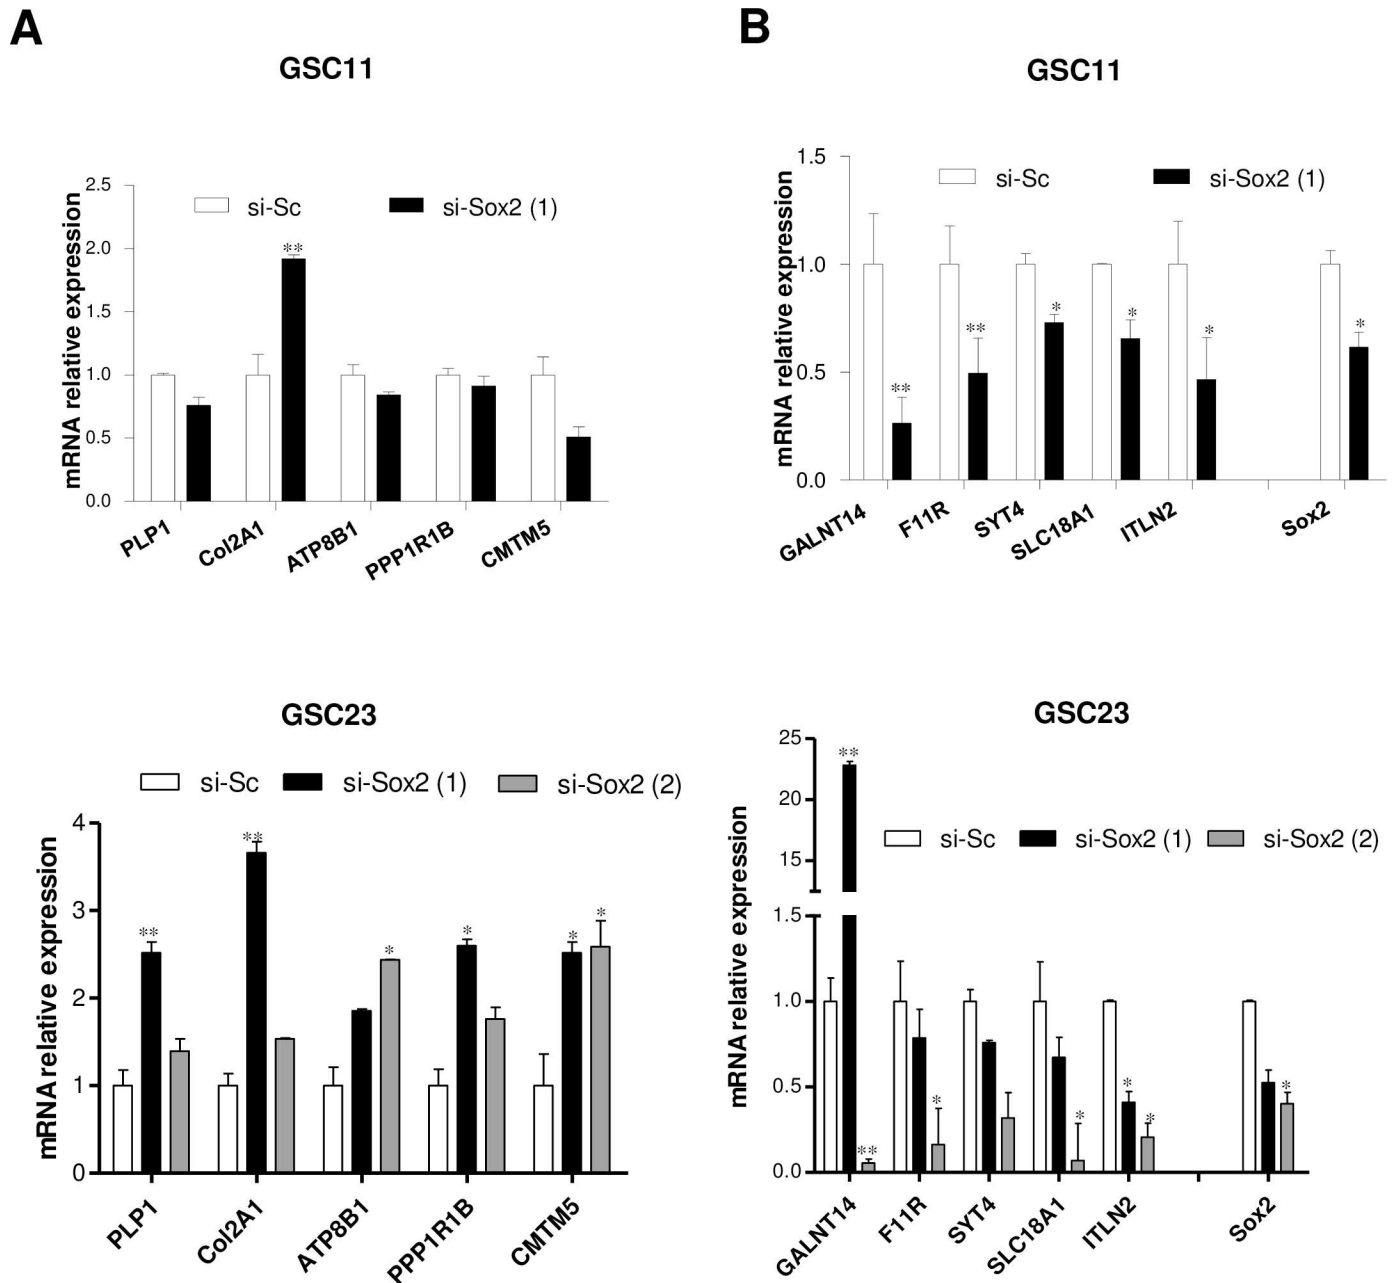 A
GSC11
mRNA relative expression
2.5
2.0
1.5
1.0
0.5
0.0
si-Sc
si-Sox2 (1)
**
PLP1
Col2A1
ATP8B1
PPP1R1B
CMTM5
B
GSC11
mRNA relative expression
1.5
1.0
0.5
0.0
si-Sc
si-Sox2 (1)
**
**
*
*
*
*
GALNT14
F11R
SYT4
SLC18A1
ITLN2
Sox2
GSC23
si-Sc
si-Sox2 (1)
si-Sox2 (2)
mRNA relative expression
4
3
2
1
0
**
**
*
*
*
*
PLP1
Col2A1
ATP8B1
PPP1R1B
CMTM5
GSC23
mRNA relative expression
25
20
15
1.5
1.0
0.5
0.0
si-Sc
si-Sox2 (1)
si-Sox2 (2)
**
**
*
*
*
*
*
GALNT14
F11R
SYT4
SLC18A1
ITLN2
Sox2